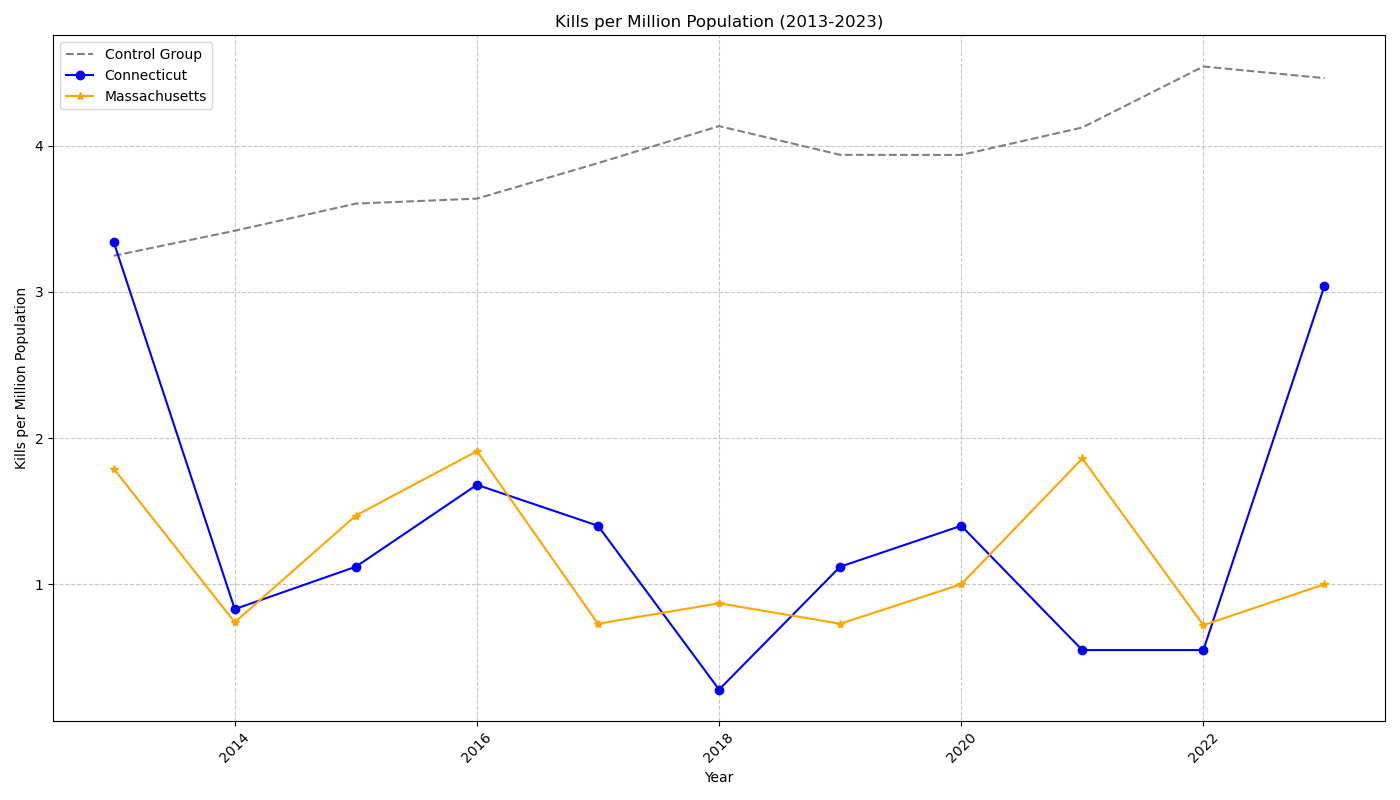 Kills per Million Population (2013-2023)
Control Group
Connecticut
Massachusetts
Kills per Million Population
4
3
2
1
2014
2016
2018
2020
2022
Year